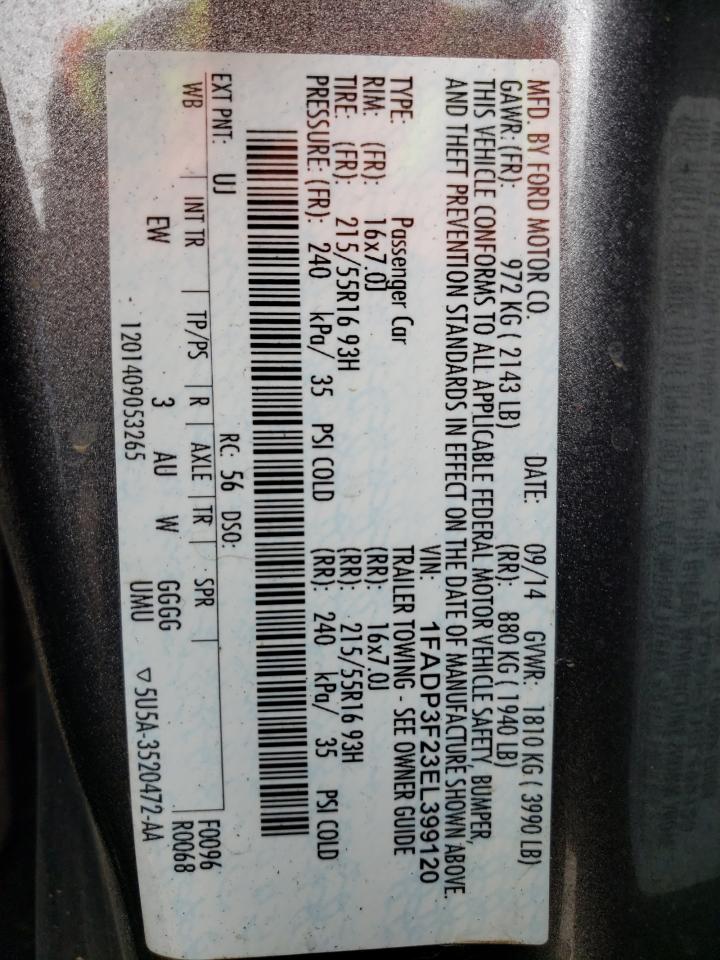 MFD. BY FORD MOTOR CO. DATE: 09/14 GVWR: 1810 KG ( 3990 LB)
GAWR: (FR): 972 KG ( 2143 LB) (RR): 880 KG ( 1940 LB)
THIS VEHICLE CONFORMS TO ALL APPLICABLE FEDERAL MOTOR VEHICLE SAFETY, BUMPER,
AND THEFT PREVENTION STANDARDS IN EFFECT ON THE DATE OF MANUFACTURE SHOWN ABOVE.
VIN: 1FADP3F23EL399120
TYPE: Passenger Car TRAILER TOWING - SEE OWNER GUIDE
RIM: (FR): 16x7.0J (RR): 16x7.0J
TIRE: (FR): 215/55R16 93H (RR): 215/55R16 93H
PRESSURE: (FR): 240 kPa/ 35 PSI COLD (RR): 240 kPa/ 35 PSI COLD
EXT PNT: UJ RC: 56 DSO: F0096
WB INT TR TP/PS R AXLE TR SPR R0068
EW 3 AU W GGGG
UMU
1201409053265 ▽5U5A-3520472-AA